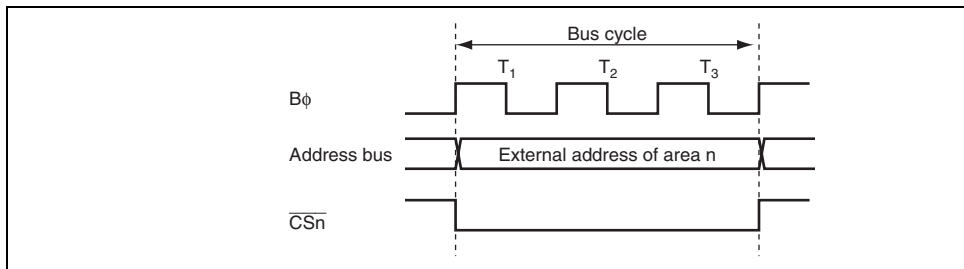 Bus cycle
T1 T2 T3
Bφ
Address bus External address of area n
CSn